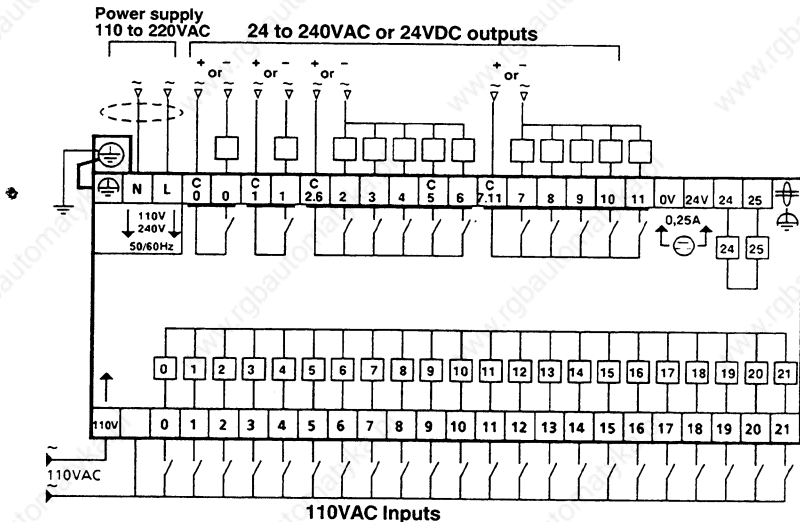 Power supply
110 to 220VAC
24 to 240VAC or 24VDC outputs
~ ~ + or - ~ ~ + or - ~ ~ + or - ~ ~ + or - ~ ~
N L C 0 0 C 1 1 C 2.6 2 3 4 C 5 6 C 7.11 7 8 9 10 11 0V 24V 24 25
110V
240V
50/60Hz
0,25A
24 25
0 1 2 3 4 5 6 7 8 9 10 11 12 13 14 15 16 17 18 19 20 21
110V 0 1 2 3 4 5 6 7 8 9 10 11 12 13 14 15 16 17 18 19 20 21
~
110VAC
~
110VAC Inputs
www.rgbautomatyka.com